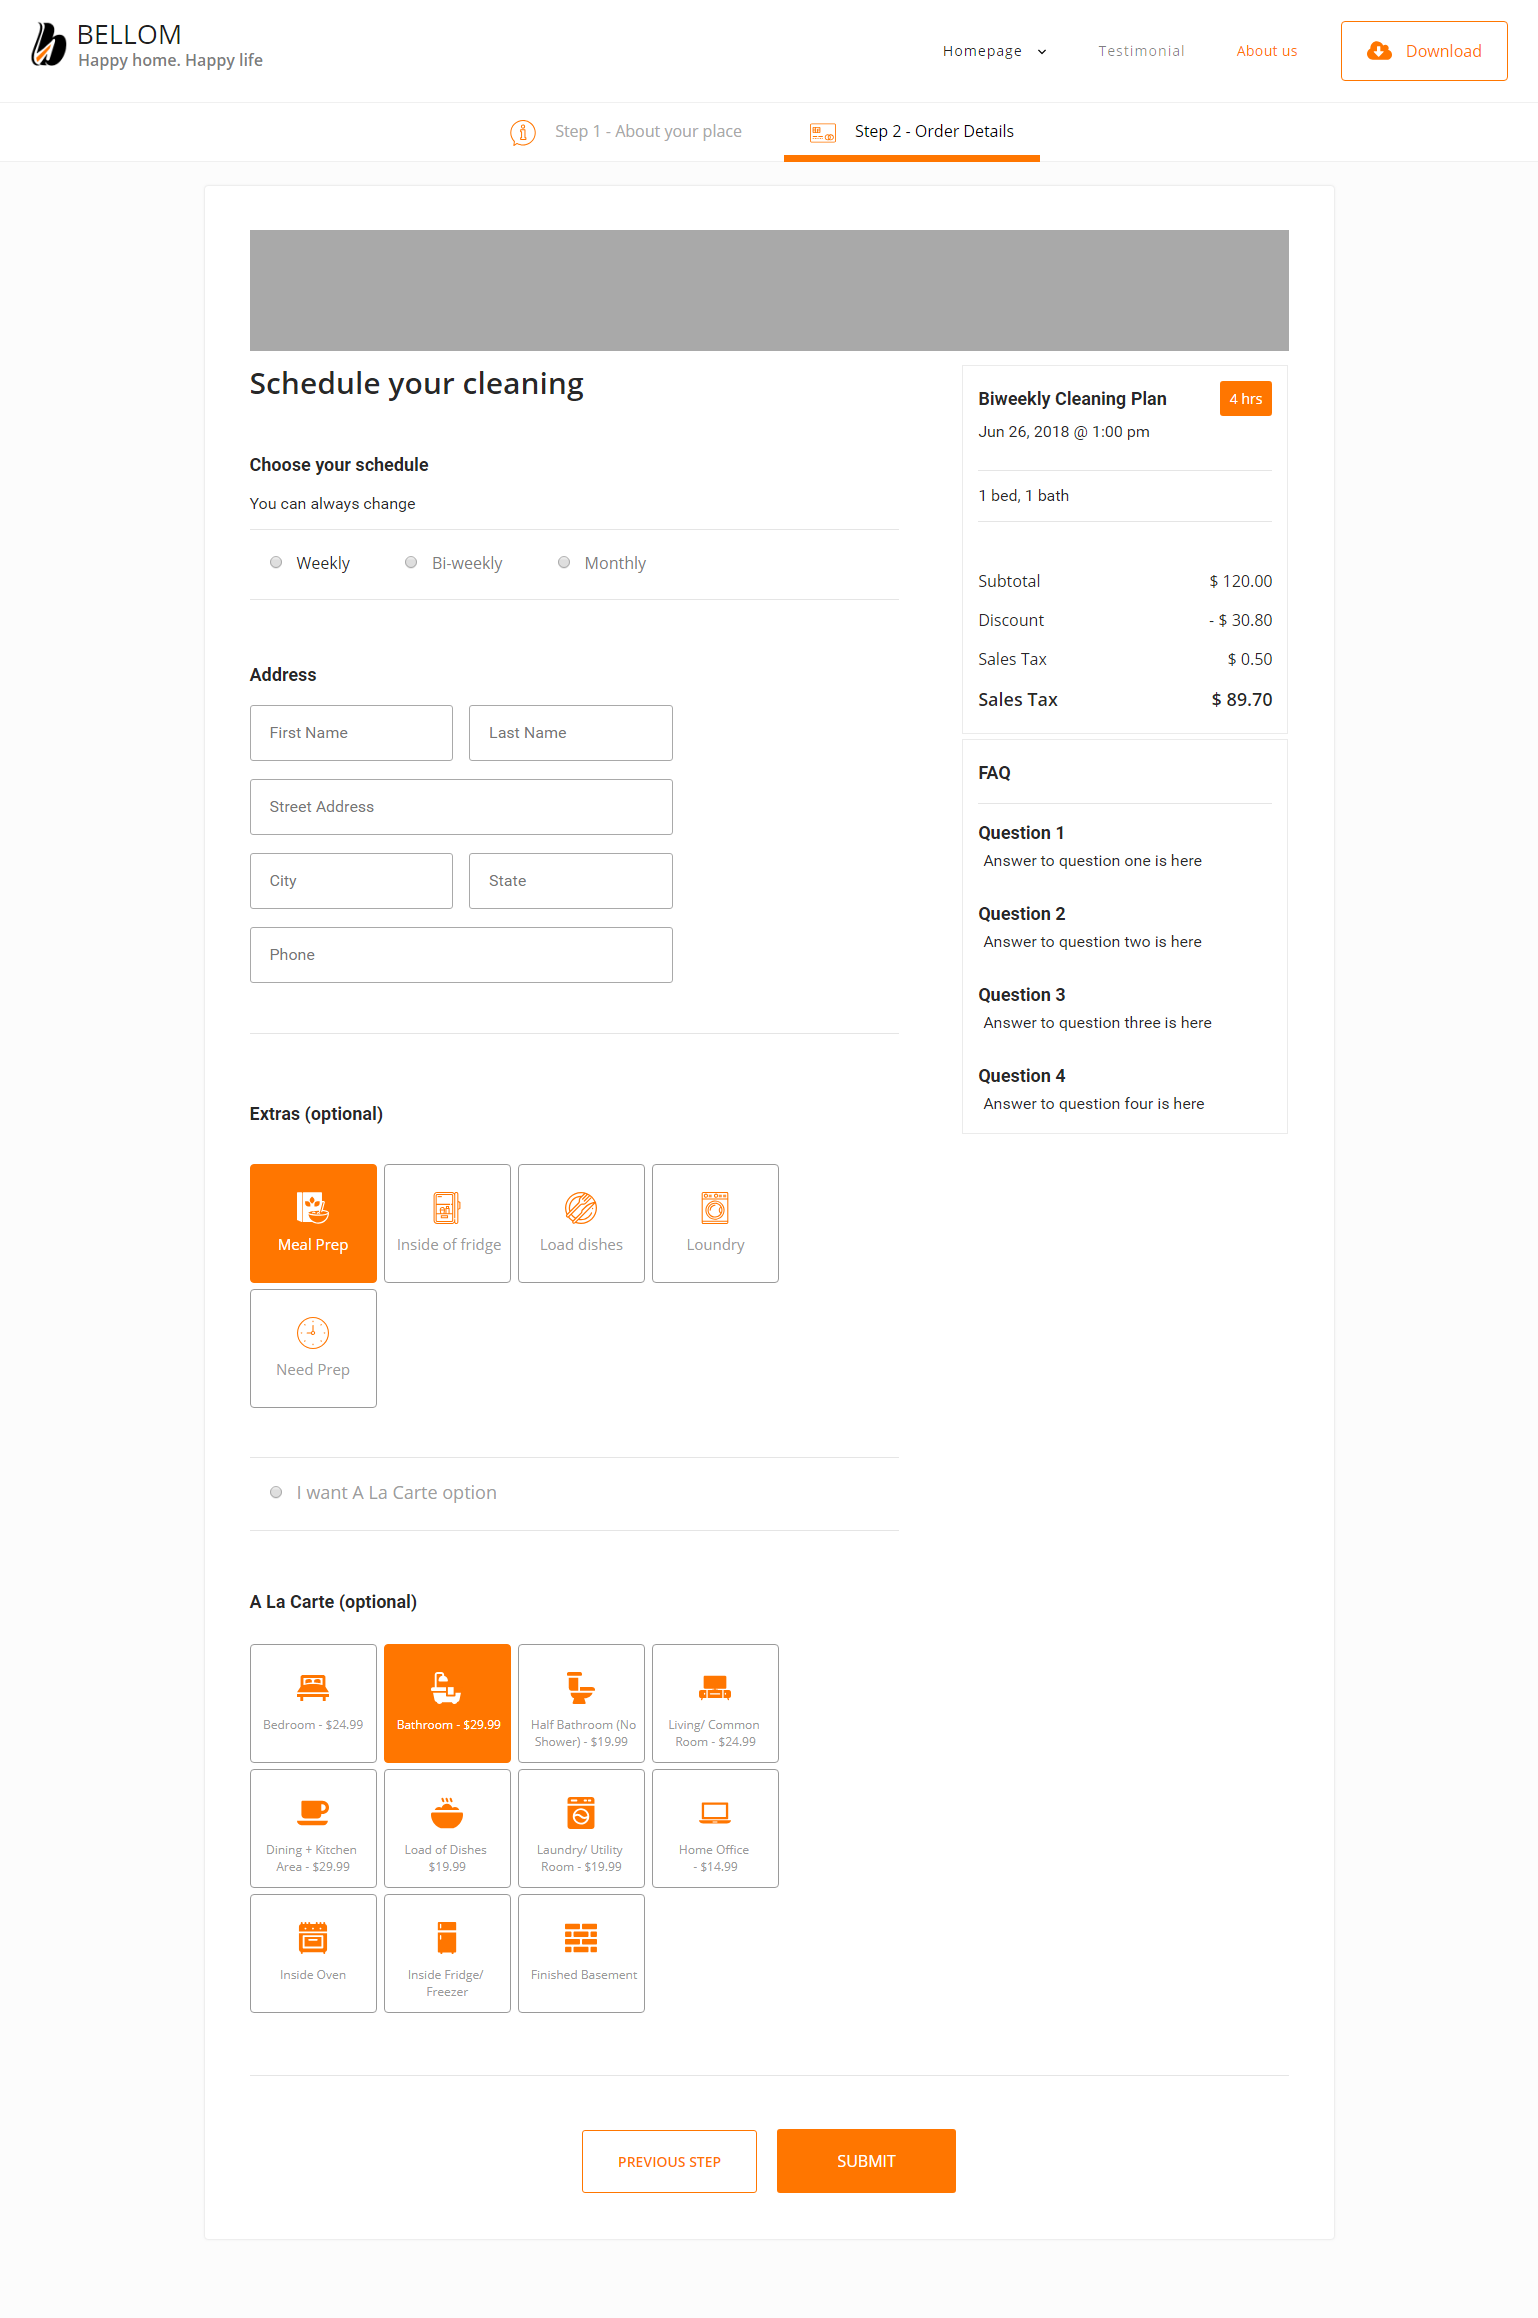 BELLOM
Happy home. Happy life
Homepage
Testimonial
About us
Download
Step 1 - About your place
Step 2 - Order Details
Schedule your cleaning
Choose your schedule
You can always change
Weekly
Bi-weekly
Monthly
Address
First Name
Last Name
Street Address
City
State
Phone
Extras (optional)
Meal Prep
Inside of fridge
Load dishes
Loundry
Need Prep
I want A La Carte option
A La Carte (optional)
Bedroom - $24.99
Bathroom - $29.99
Half Bathroom (No
Shower) - $19.99
Living/ Common
Room - $24.99
Dining + Kitchen
Area - $29.99
Load of Dishes
$19.99
Laundry/ Utility
Room - $19.99
Home Office
- $14.99
Inside Oven
Inside Fridge/
Freezer
Finished Basement
Biweekly Cleaning Plan
4 hrs
Jun 26, 2018 @ 1:00 pm
1 bed, 1 bath
Subtotal $ 120.00
Discount - $ 30.80
Sales Tax $ 0.50
Sales Tax $ 89.70
FAQ
Question 1
Answer to question one is here
Question 2
Answer to question two is here
Question 3
Answer to question three is here
Question 4
Answer to question four is here
PREVIOUS STEP
SUBMIT